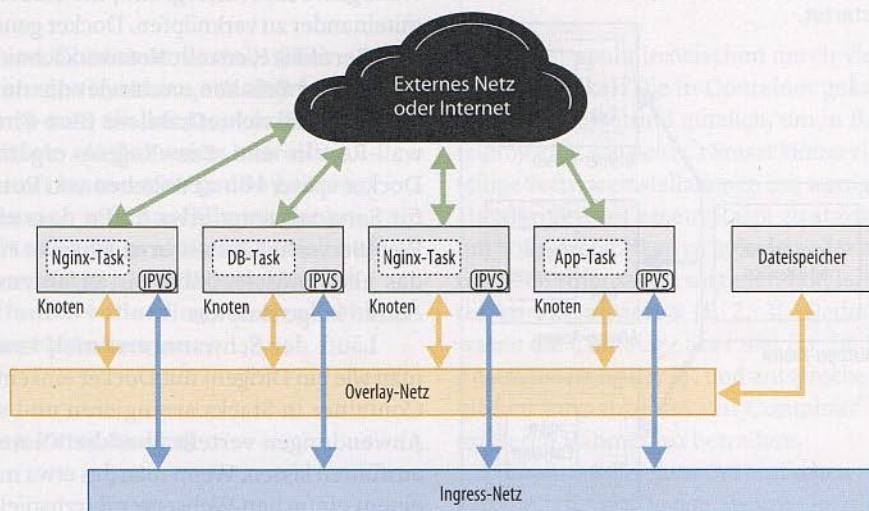 Externes Netz
oder Internet
Nginx-Task
DB-Task
Nginx-Task
App-Task
Dateispeicher
IPVS
IPVS
IPVS
IPVS
Knoten
Knoten
Knoten
Knoten
Overlay-Netz
Ingress-Netz